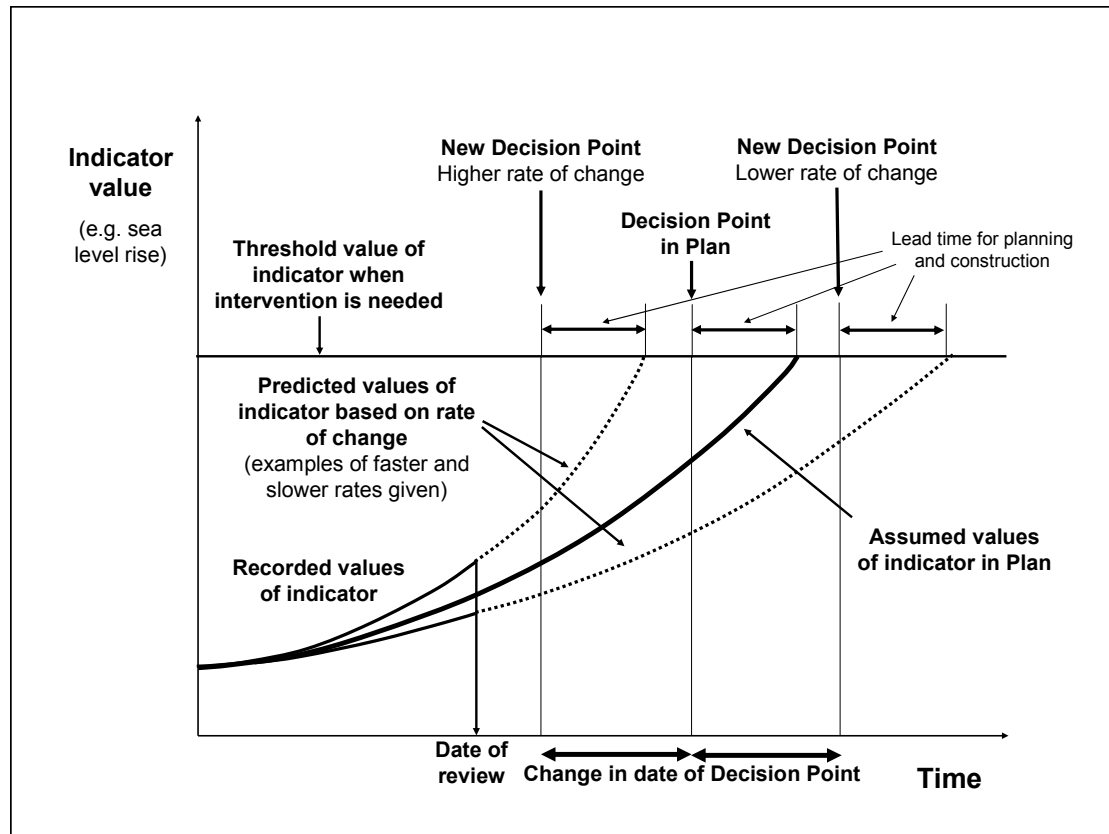 Indicator
value
(e.g. sea
level rise)
New Decision Point
Higher rate of change
New Decision Point
Lower rate of change
Decision Point
in Plan
Lead time for planning
and construction
Threshold value of
indicator when
intervention is needed
Predicted values of
indicator based on rate
of change
(examples of faster and
slower rates given)
Assumed values
of indicator in Plan
Recorded values
of indicator
Date of
review
Change in date of Decision Point
Time